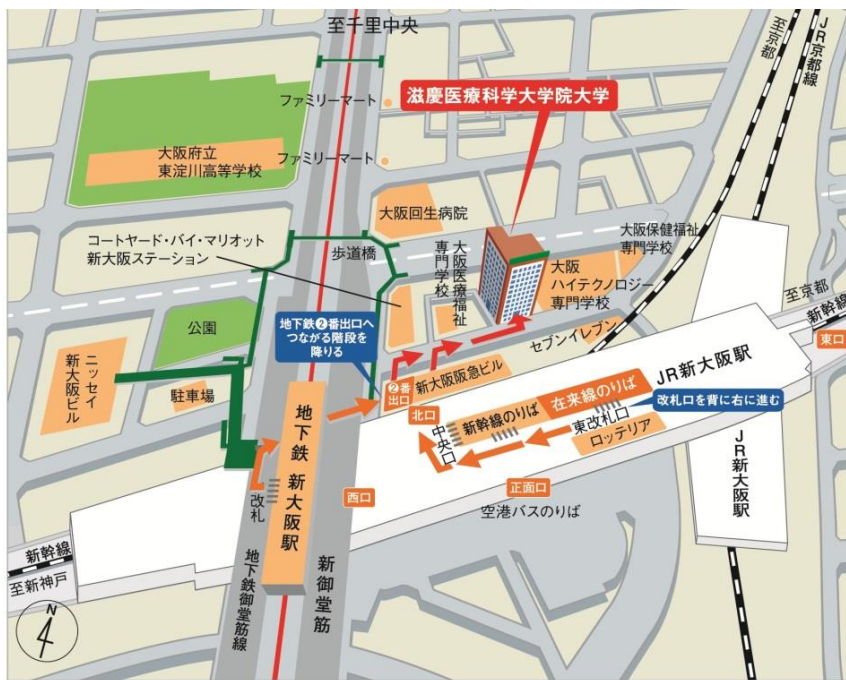 至千里中央
ファミリーマート
滋慶医療科学大学院大学
至京都
JR京都線
大阪府立
東淀川高等学校
ファミリーマート
大阪回生病院
コートヤード・バイ・マリオット
新大阪ステーション
歩道橋
大阪医療福祉
専門学校
大阪
ハイテクノロジー
専門学校
大阪保健福祉
専門学校
公園
地下鉄❷番出口へ
つながる階段を
降りる
ニッセイ
新大阪ビル
駐車場
❷番
出口
新大阪阪急ビル
セブンイレブン
至京都
新幹線
東口
JR新大阪駅
北口
中央口
新幹線のりば
在来線のりば
東改札口
改札口を背に右に進む
ロッテリア
地下鉄 新大阪駅
改札
西口
正面口
空港バスのりば
JR新大阪駅
新幹線
至新神戸
地下鉄御堂筋線
新御堂筋
N